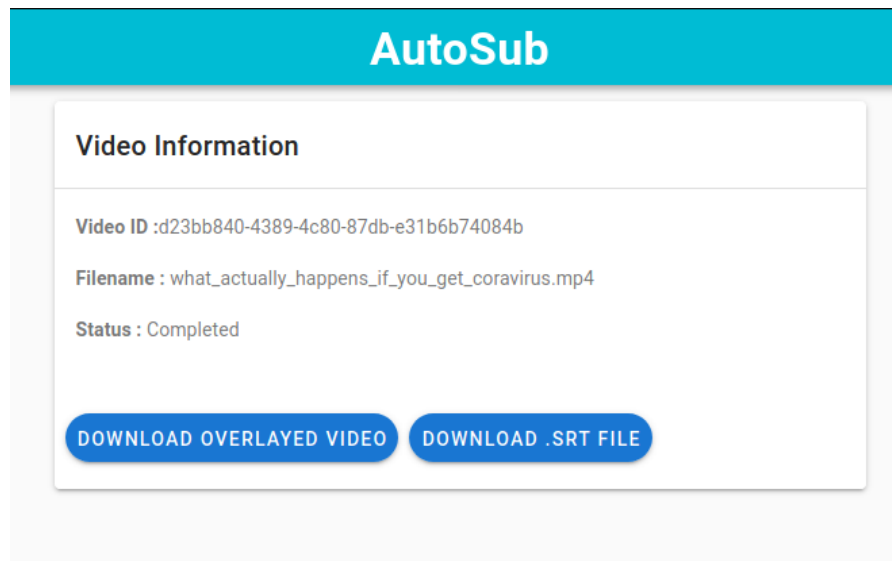 AutoSub
Video Information
Video ID :d23bb840-4389-4c80-87db-e31b6b74084b
Filename : what_actually_happens_if_you_get_coravirus.mp4
Status : Completed
DOWNLOAD OVERLAYED VIDEO DOWNLOAD .SRT FILE